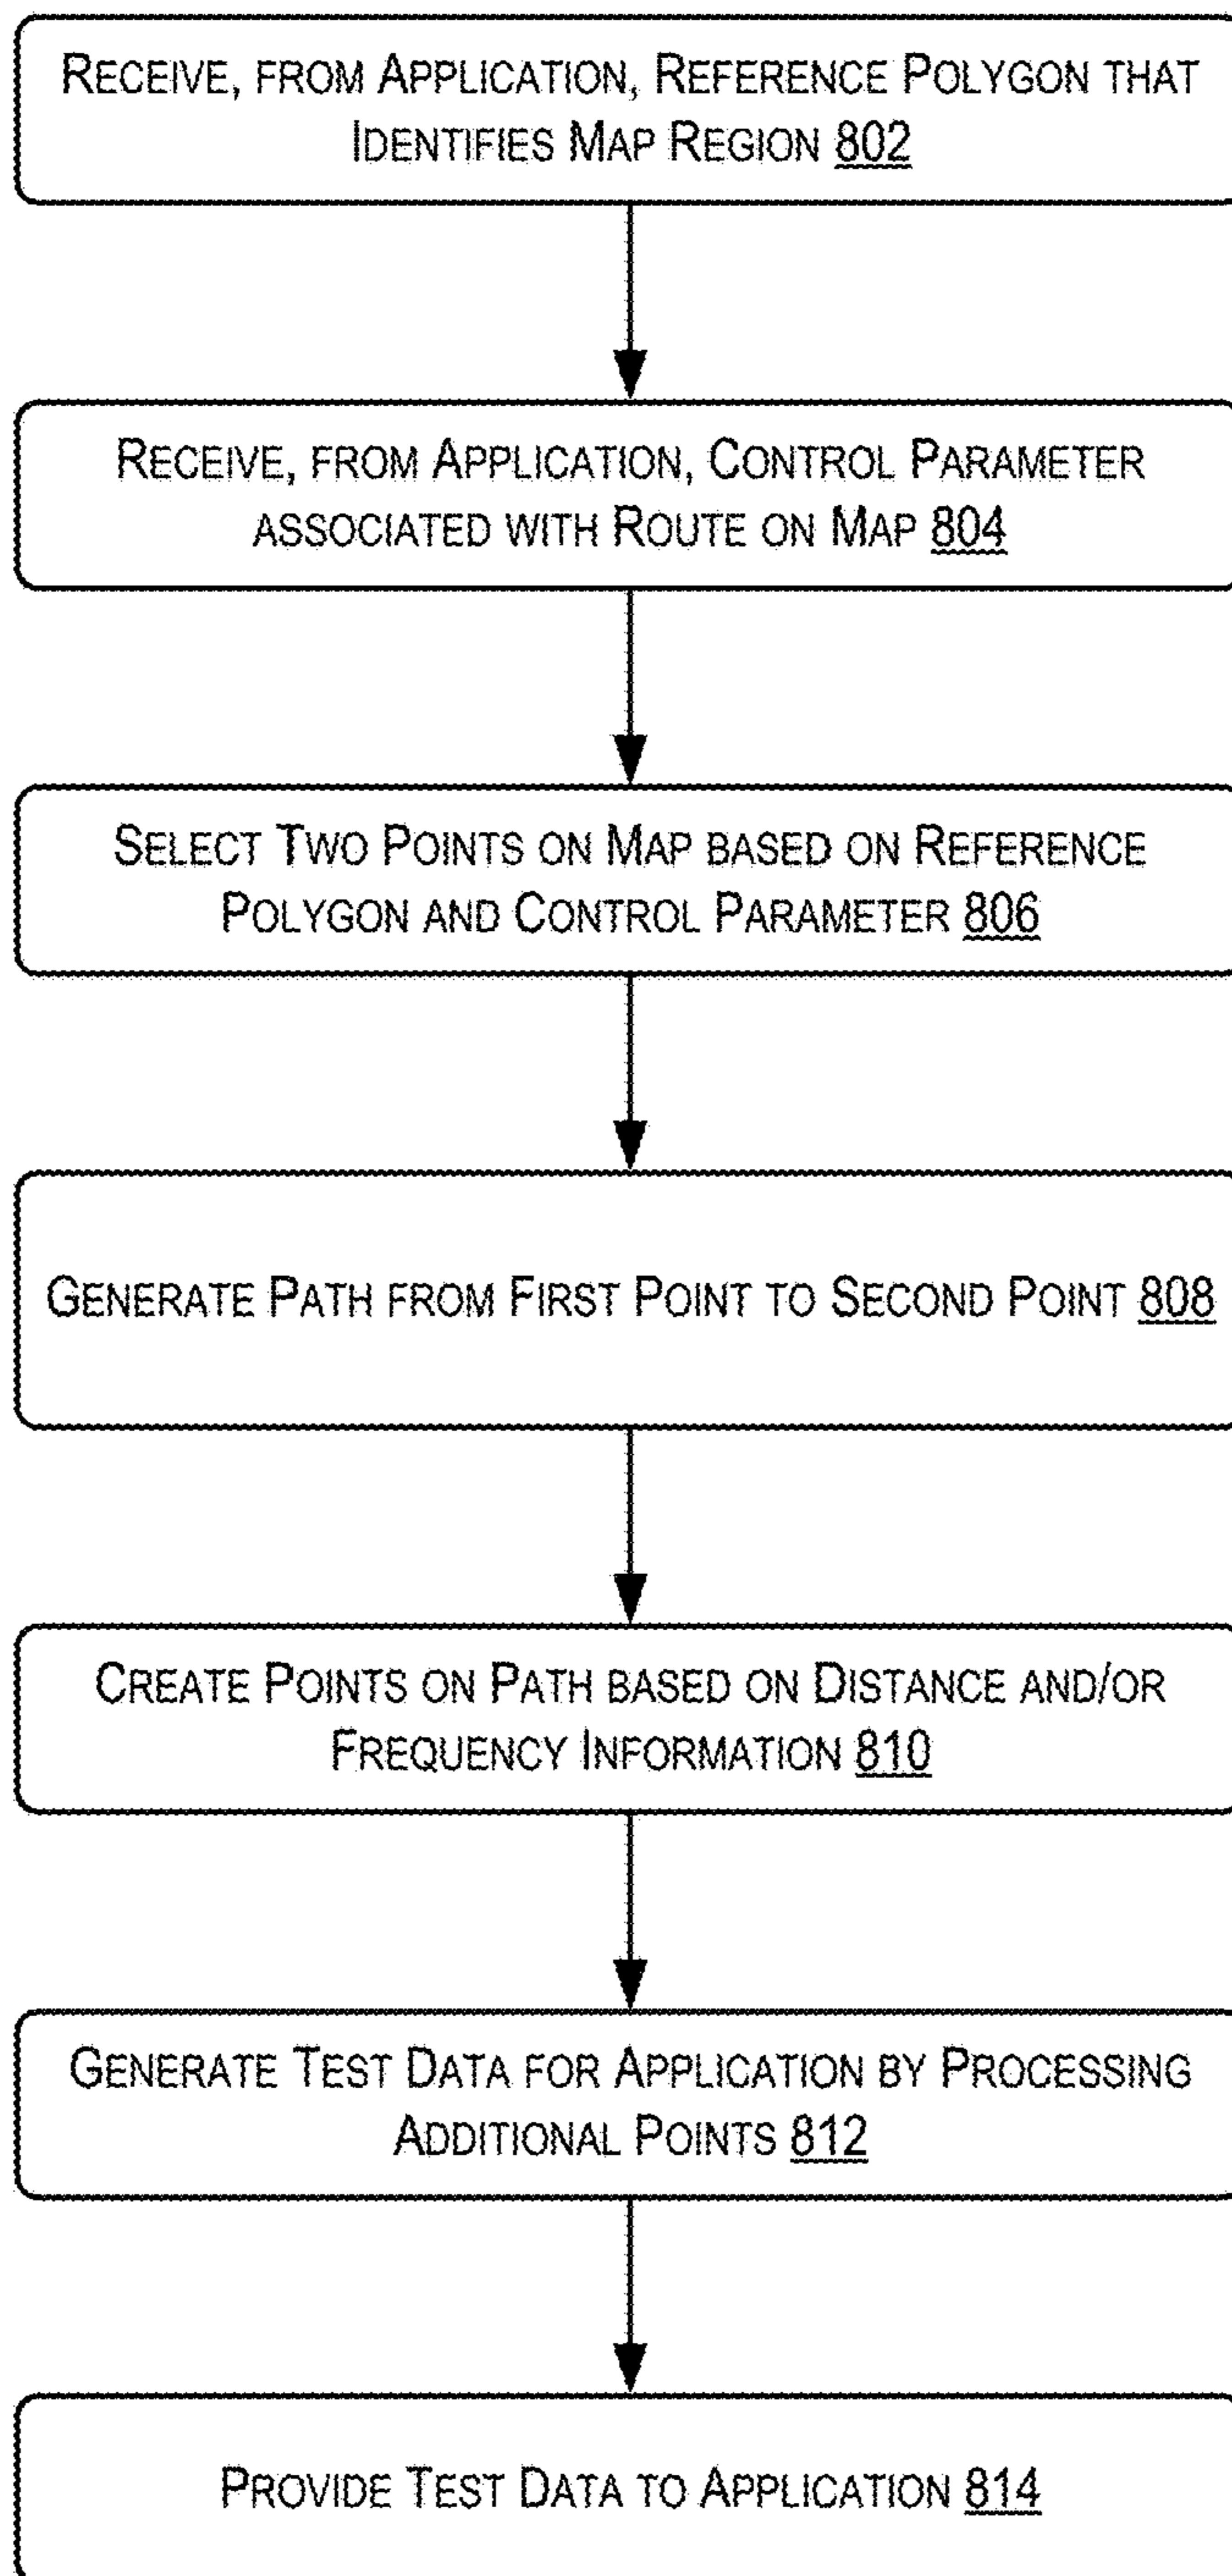 RECEIVE, FROM APPLICATION, REFERENCE POLYGON THAT
IDENTIFIES MAP REGION 802
RECEIVE, FROM APPLICATION, CONTROL PARAMETER
ASSOCIATED WITH ROUTE ON MAP 804
SELECT TWO POINTS ON MAP BASED ON REFERENCE
POLYGON AND CONTROL PARAMETER 806
GENERATE PATH FROM FIRST POINT TO SECOND POINT 808
CREATE POINTS ON PATH BASED ON DISTANCE AND/OR
FREQUENCY INFORMATION 810
GENERATE TEST DATA FOR APPLICATION BY PROCESSING
ADDITIONAL POINTS 812
PROVIDE TEST DATA TO APPLICATION 814